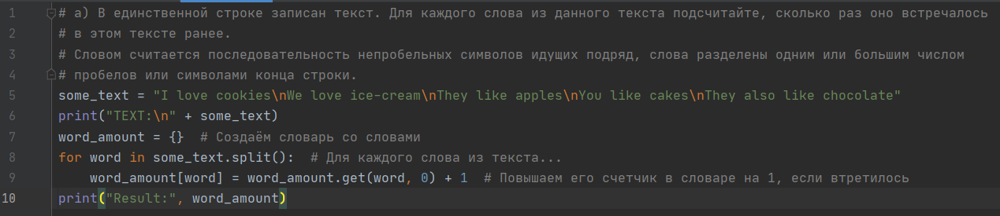 1 # а) В единственной строке записан текст. Для каждого слова из данного текста подсчитайте, сколько раз оно встречалось
2 # в этом тексте ранее.
3 # Словом считается последовательность непробельных символов идущих подряд, слова разделены одним или большим числом
4 # пробелов или символами конца строки.
5 some_text = "I love cookies\nWe love ice-cream\nThey like apples\nYou like cakes\nThey also like chocolate"
6 print("TEXT:\n" + some_text)
7 word_amount = {}  # Создаём словарь со словами
8 for word in some_text.split():  # Для каждого слова из текста...
9     word_amount[word] = word_amount.get(word, 0) + 1  # Повышаем его счетчик в словаре на 1, если втретилось
10 print("Result:", word_amount)